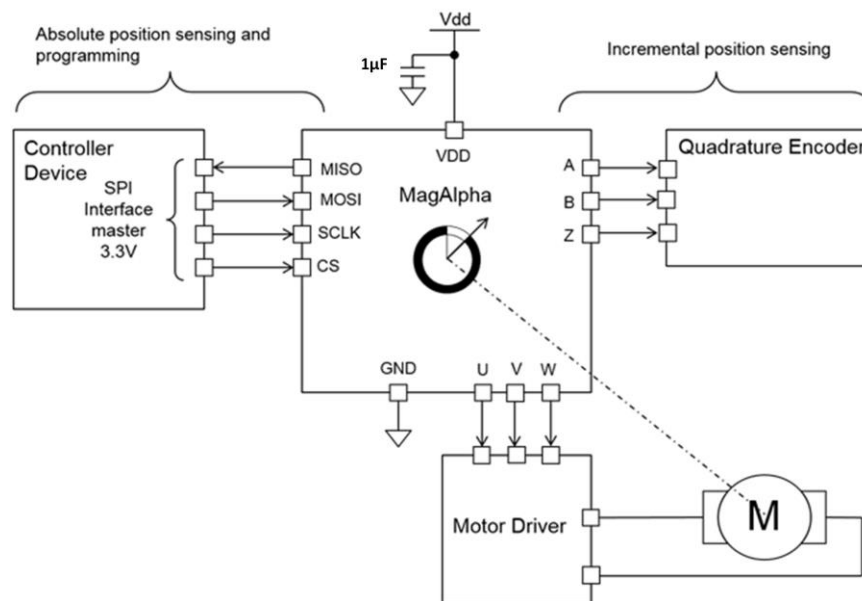 Absolute position sensing and
programming
Vdd
1µF
Incremental position sensing
Controller
Device
SPI
Interface
master
3.3V
MISO
MOSI
SCLK
CS
VDD
MagAlpha
A
B
Z
Quadrature Encoder
GND
U
V
W
Motor Driver
M